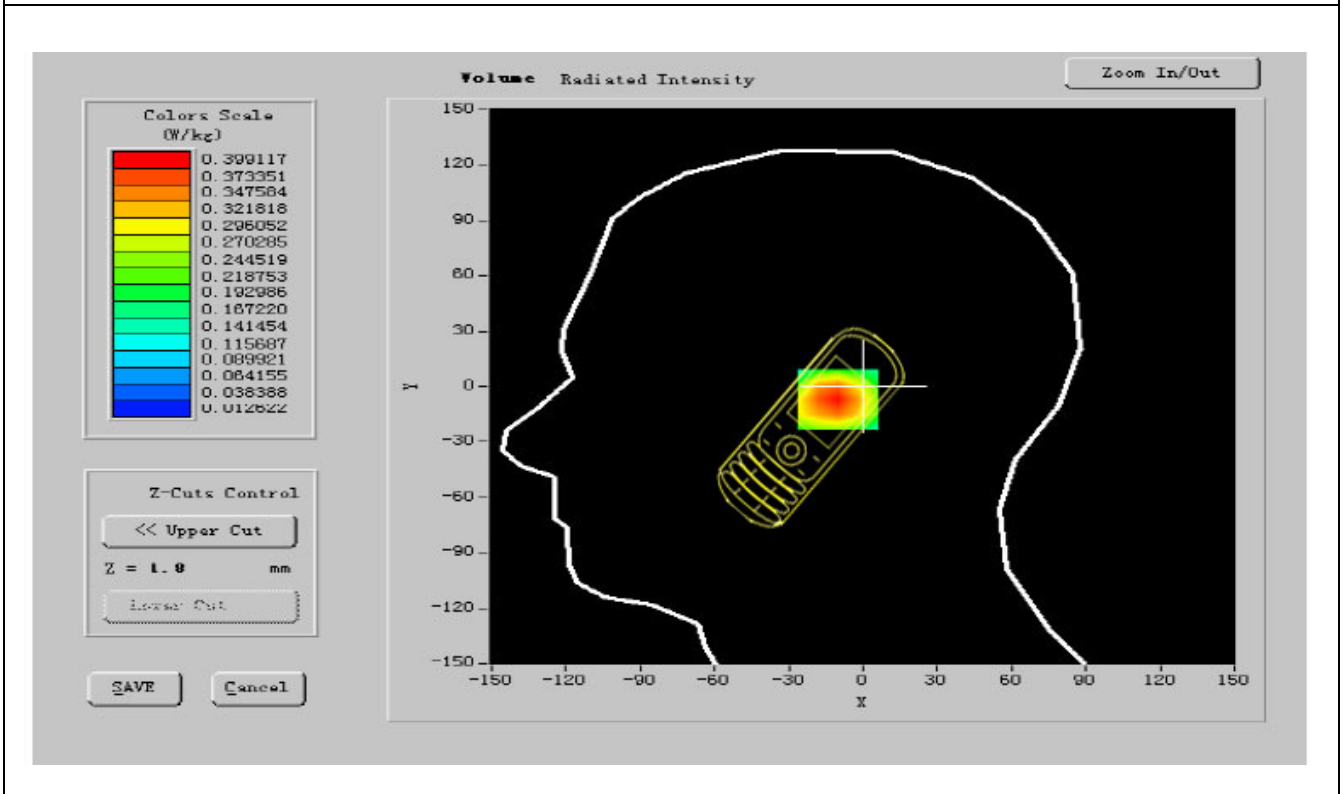 Volume Radiated Intensity
Zoom In/Out
Colors Scale
(W/kg)
0.399117
0.373351
0.347584
0.321818
0.296052
0.270285
0.244519
0.218753
0.192986
0.167220
0.141454
0.115687
0.089921
0.064155
0.038388
0.012622
Z-Cuts Control
<< Upper Cut
Z = 1.0 mm
Lower Cut
SAVE
Cancel
150
120
90
60
30
0
-30
-60
-90
-120
-150
Y
-150 -120 -90 -60 -30 0 30 60 90 120 150
X